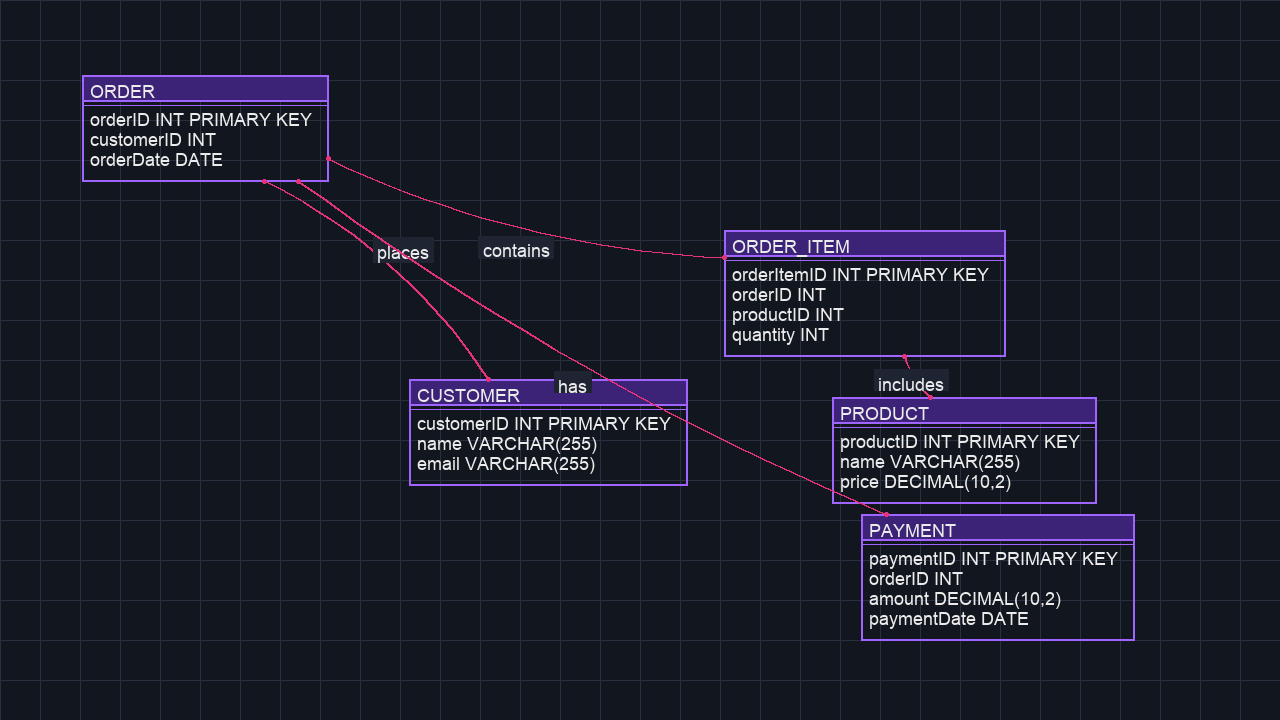 ORDER
orderID INT PRIMARY KEY
customerID INT
orderDate DATE
places
contains
ORDER_ITEM
orderItemID INT PRIMARY KEY
orderID INT
productID INT
quantity INT
has
includes
CUSTOMER
customerID INT PRIMARY KEY
name VARCHAR(255)
email VARCHAR(255)
PRODUCT
productID INT PRIMARY KEY
name VARCHAR(255)
price DECIMAL(10,2)
PAYMENT
paymentID INT PRIMARY KEY
orderID INT
amount DECIMAL(10,2)
paymentDate DATE